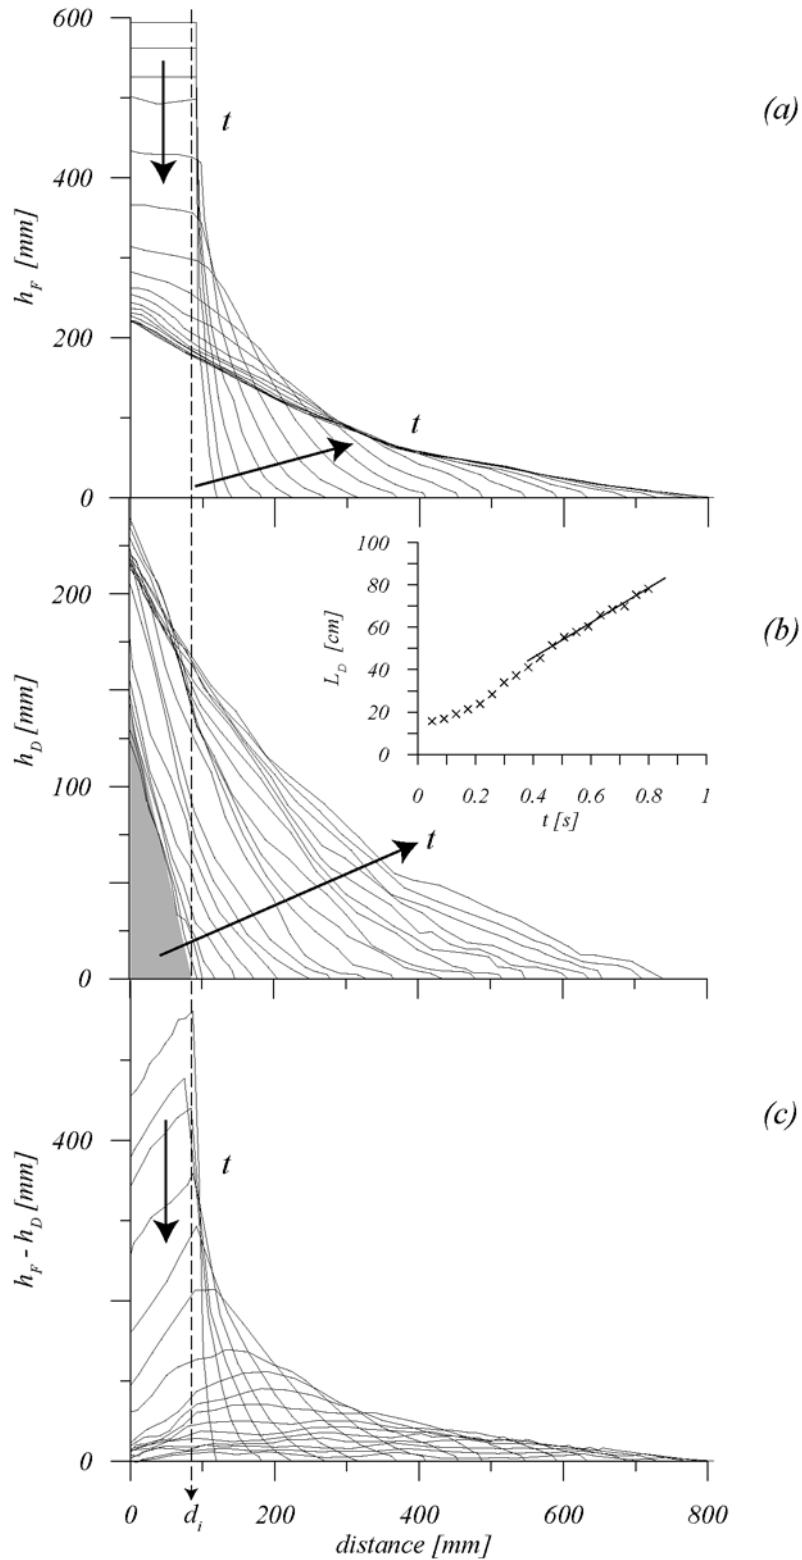 600
(a)
t
400
h_F [mm]
200
t
0
100
200
80
(b)
60
L_D [cm]
40
h_D [mm]
20
0
100
0 0.2 0.4 0.6 0.8 1
t [s]
t
0
(c)
400
t
h_F - h_D [mm]
0
0 d_i 200 400 600 800
distance [mm]